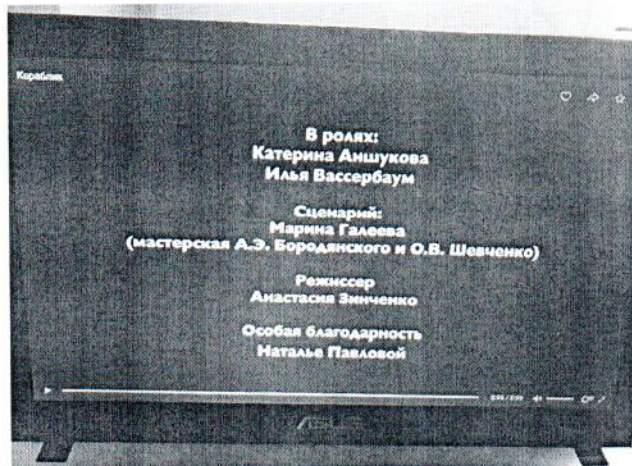 Кораблик
В ролях:
Катерина Аншукова
Илья Вассербаум
Сценарий:
Марина Галеева
(мастерская А.Э. Бородянского и О.В. Шевченко)
Режиссер
Анастасия Зинченко
Особая благодарность
Наталье Павловой
ASUS